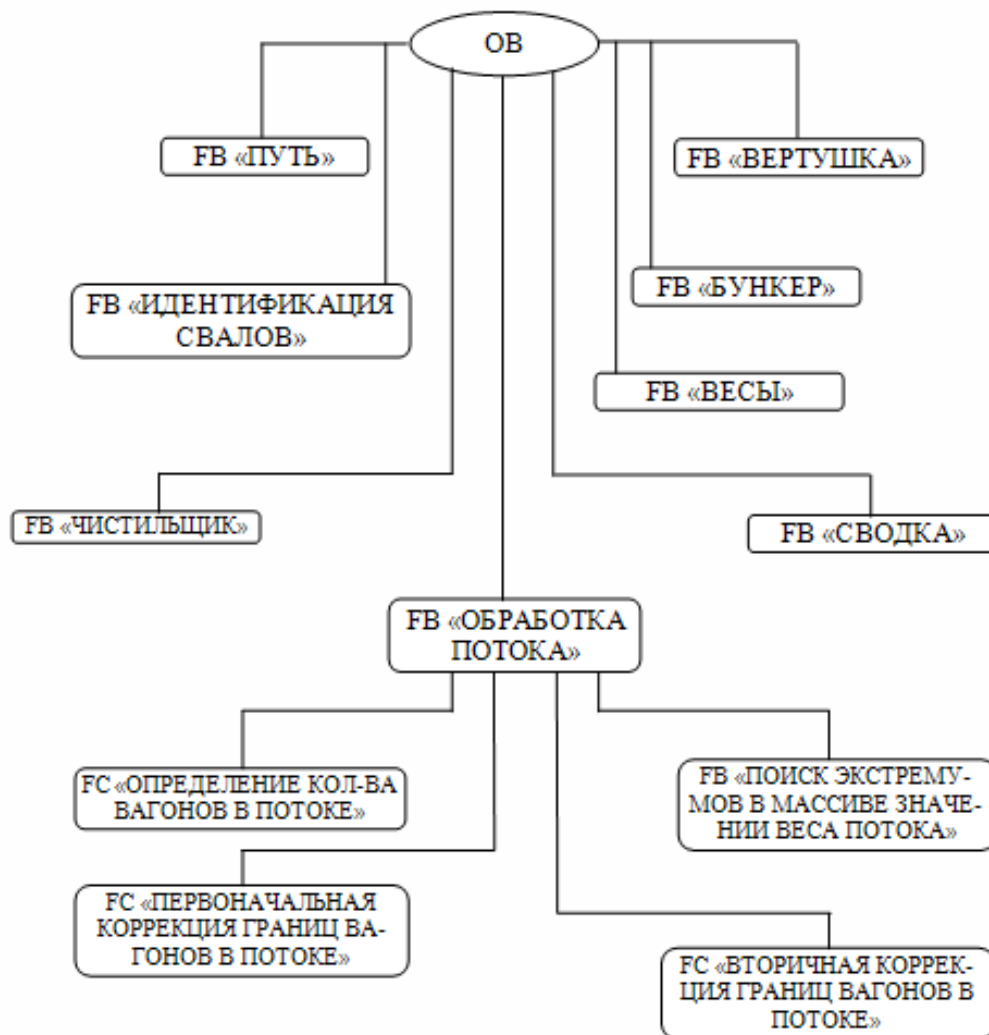 ОВ
FB «ПУТЬ»
FB «ВЕРТУШКА»
FB «ИДЕНТИФИКАЦИЯ
СВАЛОВ»
FB «БУНКЕР»
FB «ВЕСЫ»
FB «ЧИСТИЛЬЩИК»
FB «СВОДКА»
FB «ОБРАБОТКА
ПОТОКА»
FC «ОПРЕДЕЛЕНИЕ КОЛ-ВА
ВАГОНОВ В ПОТОКЕ»
FB «ПОИСК ЭКСТРЕМУ-
МОВ В МАССИВЕ ЗНАЧЕ-
НИИ ВЕСА ПОТОКА»
FC «ПЕРВОНАЧАЛЬНАЯ
КОРРЕКЦИЯ ГРАНИЦ ВА-
ГОНОВ В ПОТОКЕ»
FC «ВТОРИЧНАЯ КОРРЕК-
ЦИЯ ГРАНИЦ ВАГОНОВ В
ПОТОКЕ»